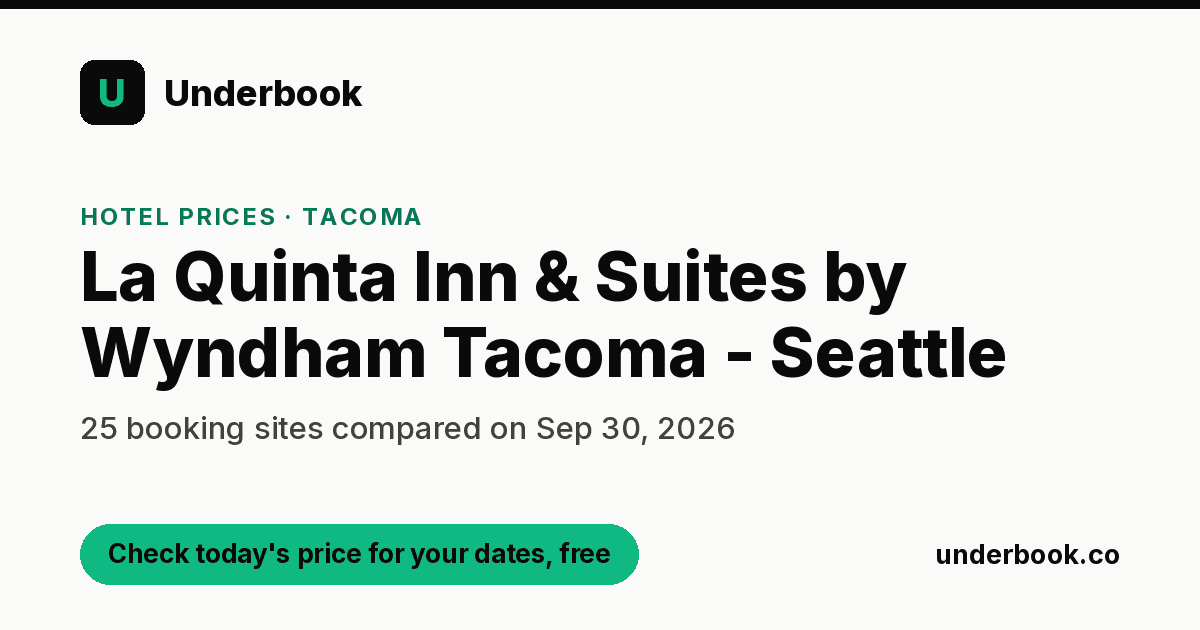 U Underbook
HOTEL PRICES · TACOMA
La Quinta Inn & Suites by
Wyndham Tacoma - Seattle
25 booking sites compared on Sep 30, 2026
Check today's price for your dates, free
underbook.co